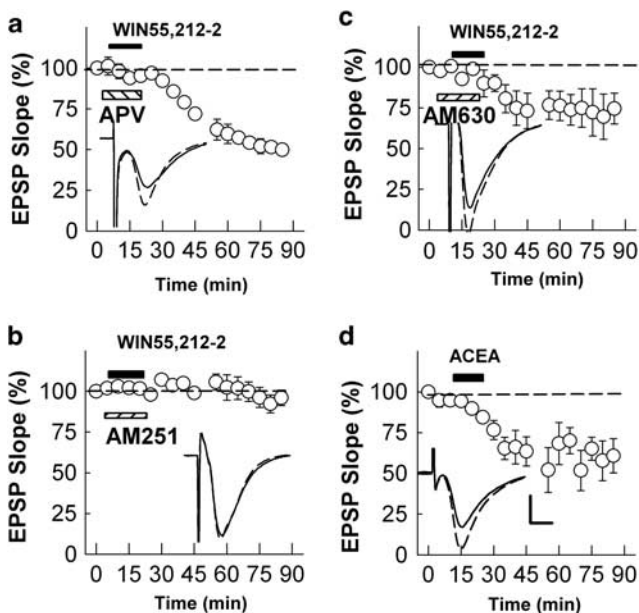 a
WIN55,212-2
EPSP Slope (%)
100
75
50
25
0
APV
0 15 30 45 60 75 90
Time (min)
b
WIN55,212-2
EPSP Slope (%)
100
75
50
25
0
AM251
0 15 30 45 60 75 90
Time (min)
c
WIN55,212-2
EPSP Slope (%)
100
75
50
25
0
AM630
0 15 30 45 60 75 90
Time (min)
d
ACEA
EPSP Slope (%)
100
75
50
25
0
0 15 30 45 60 75 90
Time (min)